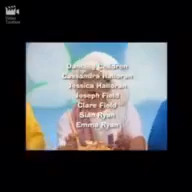 Dancing Children
Cassandra Halloran
Jessica Halloran
Joseph Field
Clare Field
Sian Ryan
Emma Ryan